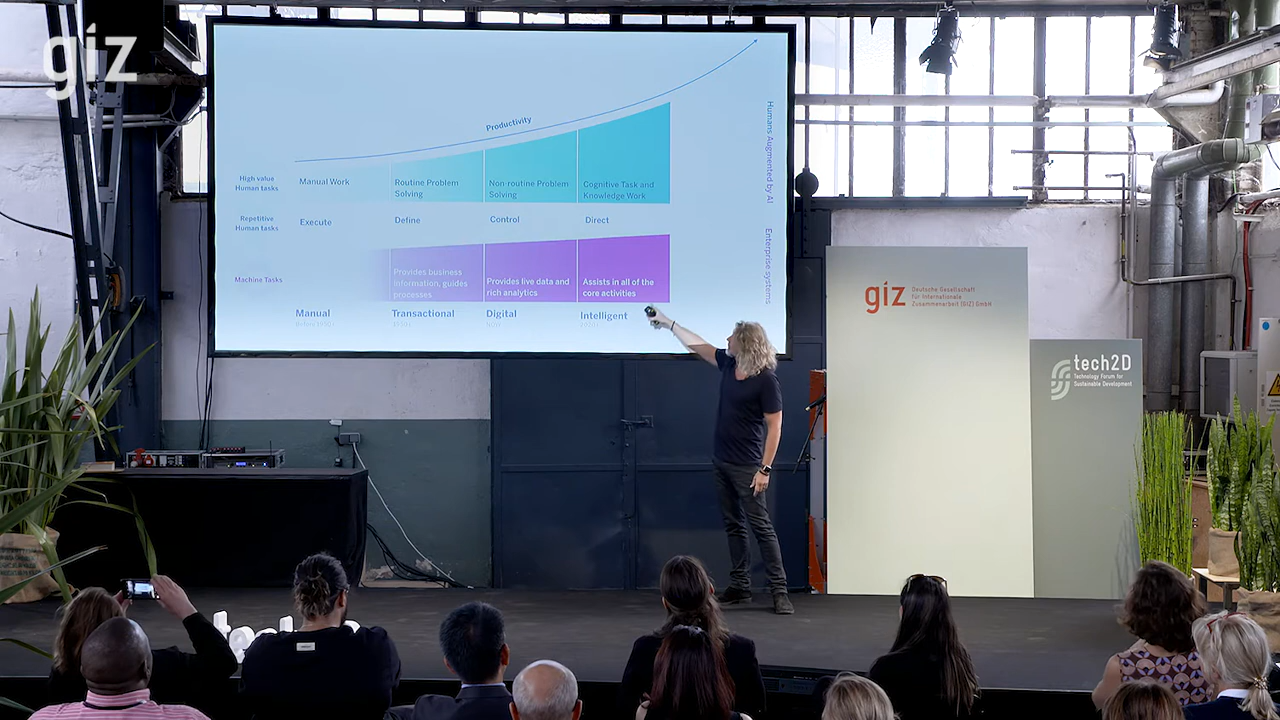 giz
Productivity
High value
Human tasks
Manual Work
Routine Problem
Solving
Non-routine Problem
Solving
Cognitive Task and
Knowledge Work
Humans Augmented by AI
Repetitive
Human tasks
Execute
Define
Control
Direct
Machine Tasks
Provides business
information, guides
processes
Provides live data and
rich analytics
Assists in all of the
core activities
Enterprise systems
Manual
Transactional
Digital
Intelligent
giz
Deutsche Gesellschaft
für Internationale
Zusammenarbeit (GIZ) GmbH
tech2D
Technology Forum for
Sustainable Development